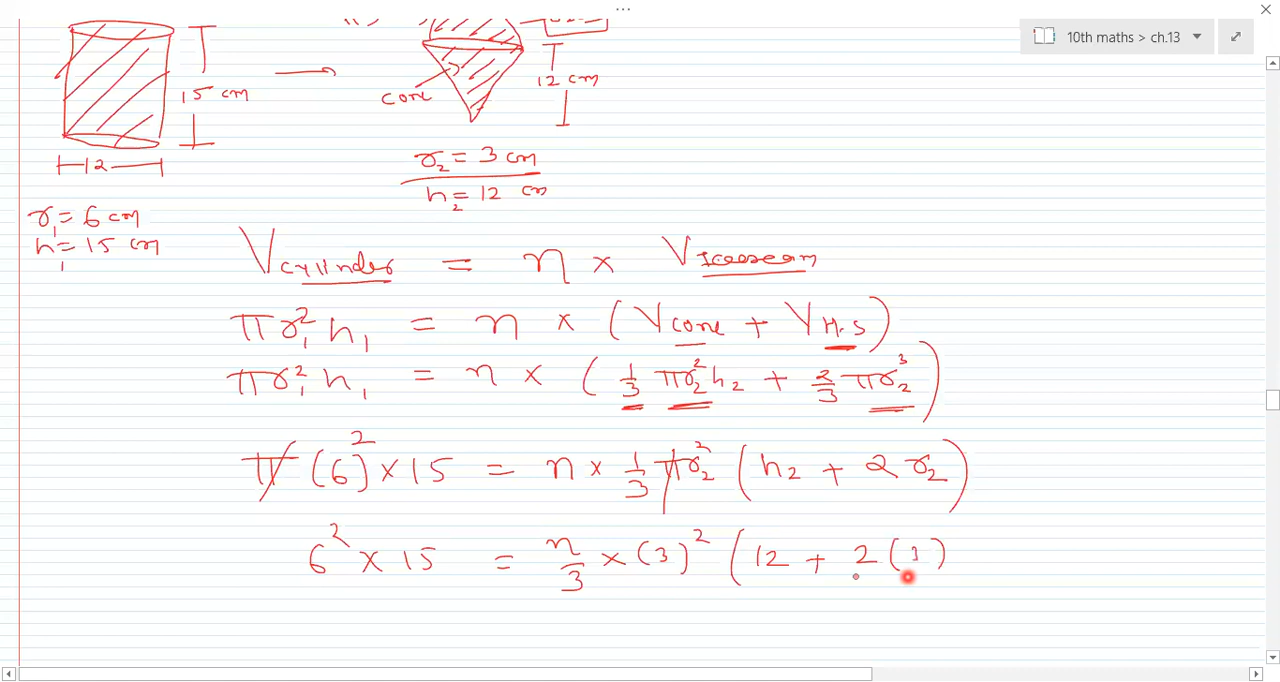 10th maths > ch.13
15 cm
12
r₁ = 6 cm
h₁ = 15 cm
cone
12 cm
r₂ = 3 cm
h₂ = 12 cm
V cylinder = n × V Icecream
πr₁²h₁ = n × (V cone + V H.S)
πr₁²h₁ = n × (1/3 πr₂²h₂ + 2/3 πr₂³)
π(6)² × 15 = n × 1/3 πr₂² (h₂ + 2r₂)
6² × 15 = n/3 × (3)² (12 + 2(3)